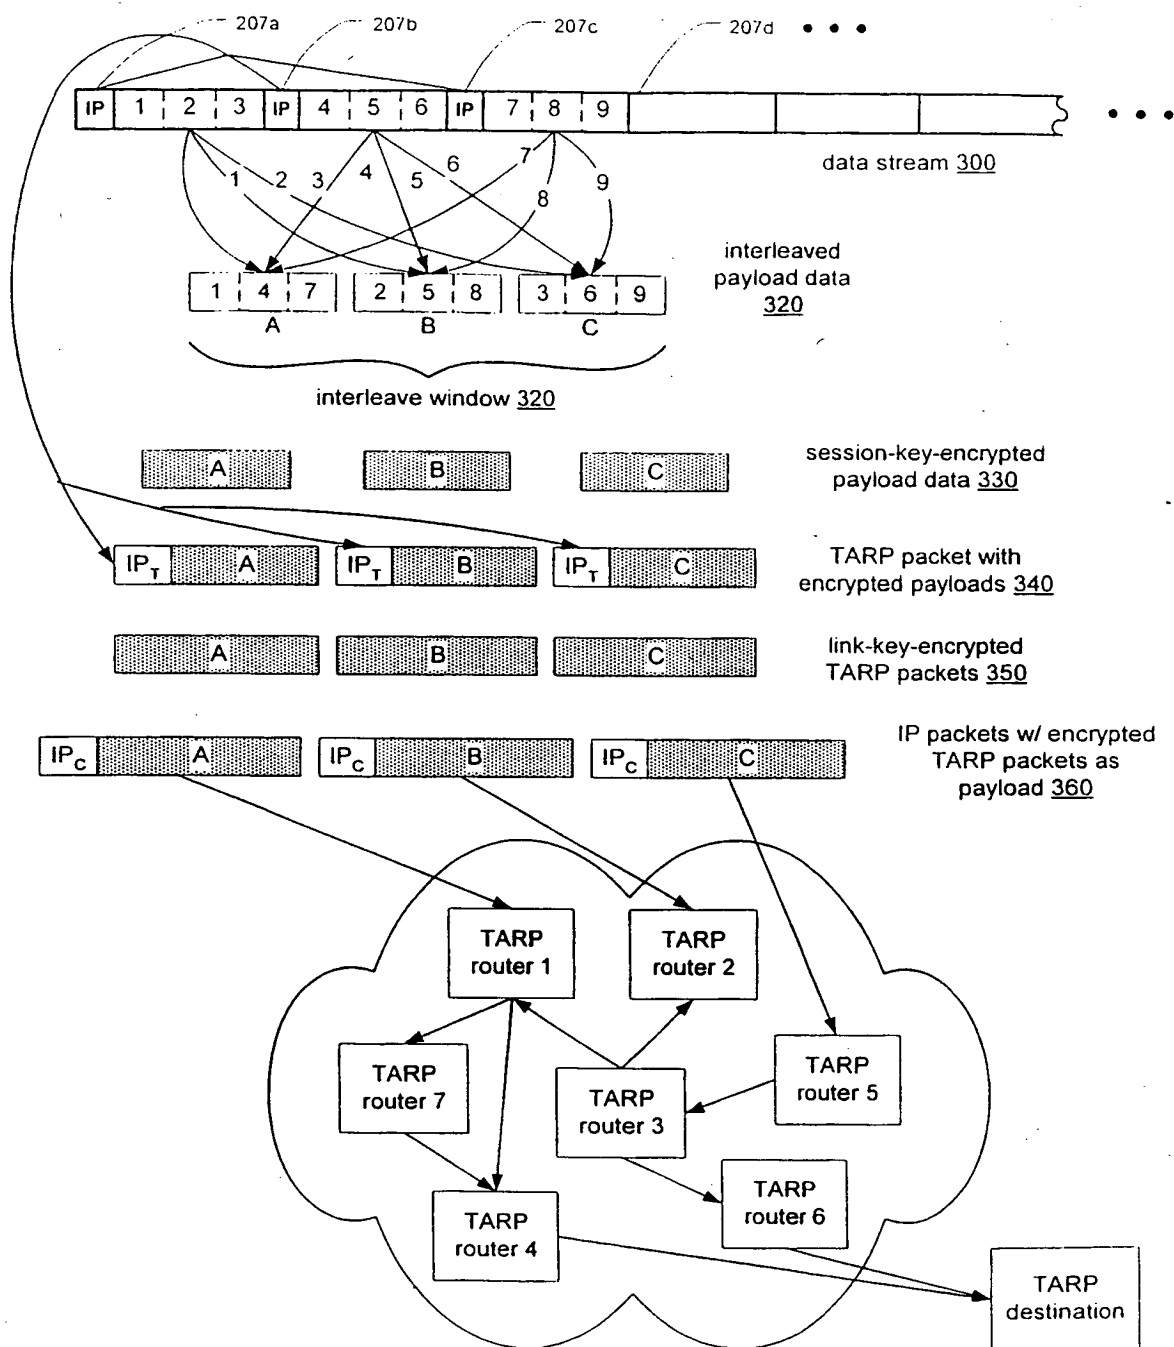 207a 207b 207c 207d
IP 1 2 3 IP 4 5 6 IP 7 8 9
data stream 300
1 2 3 4 5 6 7 8 9
interleaved
payload data
320
1 4 7 2 5 8 3 6 9
A B C
interleave window 320
A B C
session-key-encrypted
payload data 330
IPT A IPT B IPT C
TARP packet with
encrypted payloads 340
A B C
link-key-encrypted
TARP packets 350
IPC A IPC B IPC C
IP packets w/ encrypted
TARP packets as
payload 360
TARP
router 1
TARP
router 2
TARP
router 7
TARP
router 3
TARP
router 5
TARP
router 4
TARP
router 6
TARP
destination